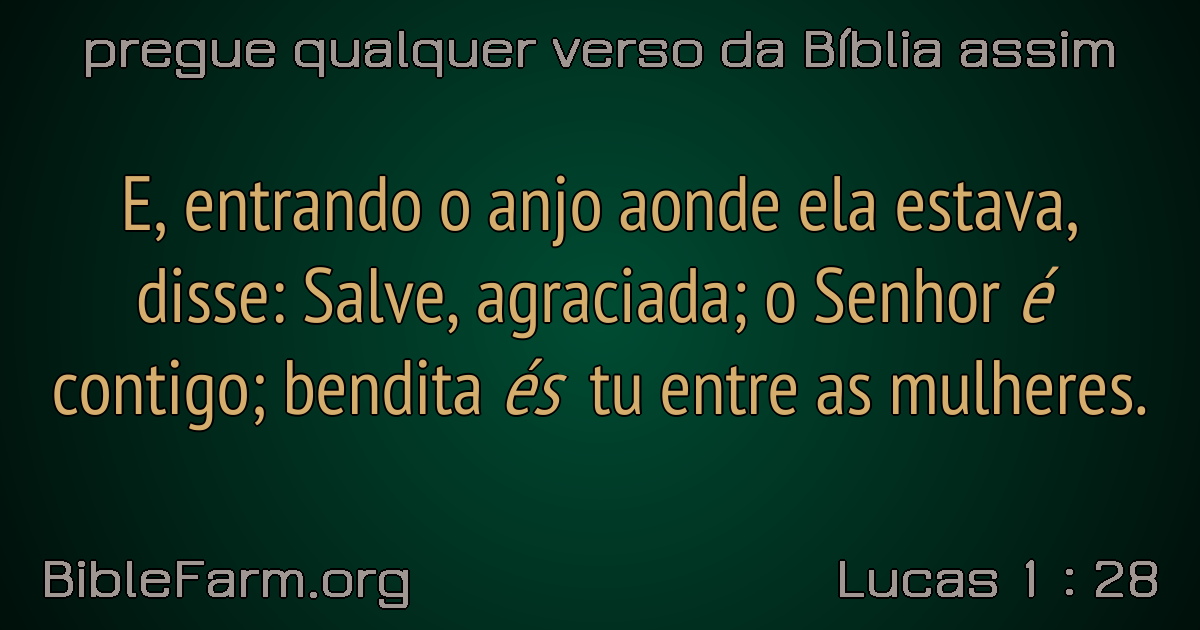 pregue qualquer verso da Bíblia assim
E, entrando o anjo aonde ela estava,
disse: Salve, agraciada; o Senhor é
contigo; bendita és tu entre as mulheres.
BibleFarm.org
Lucas 1 : 28